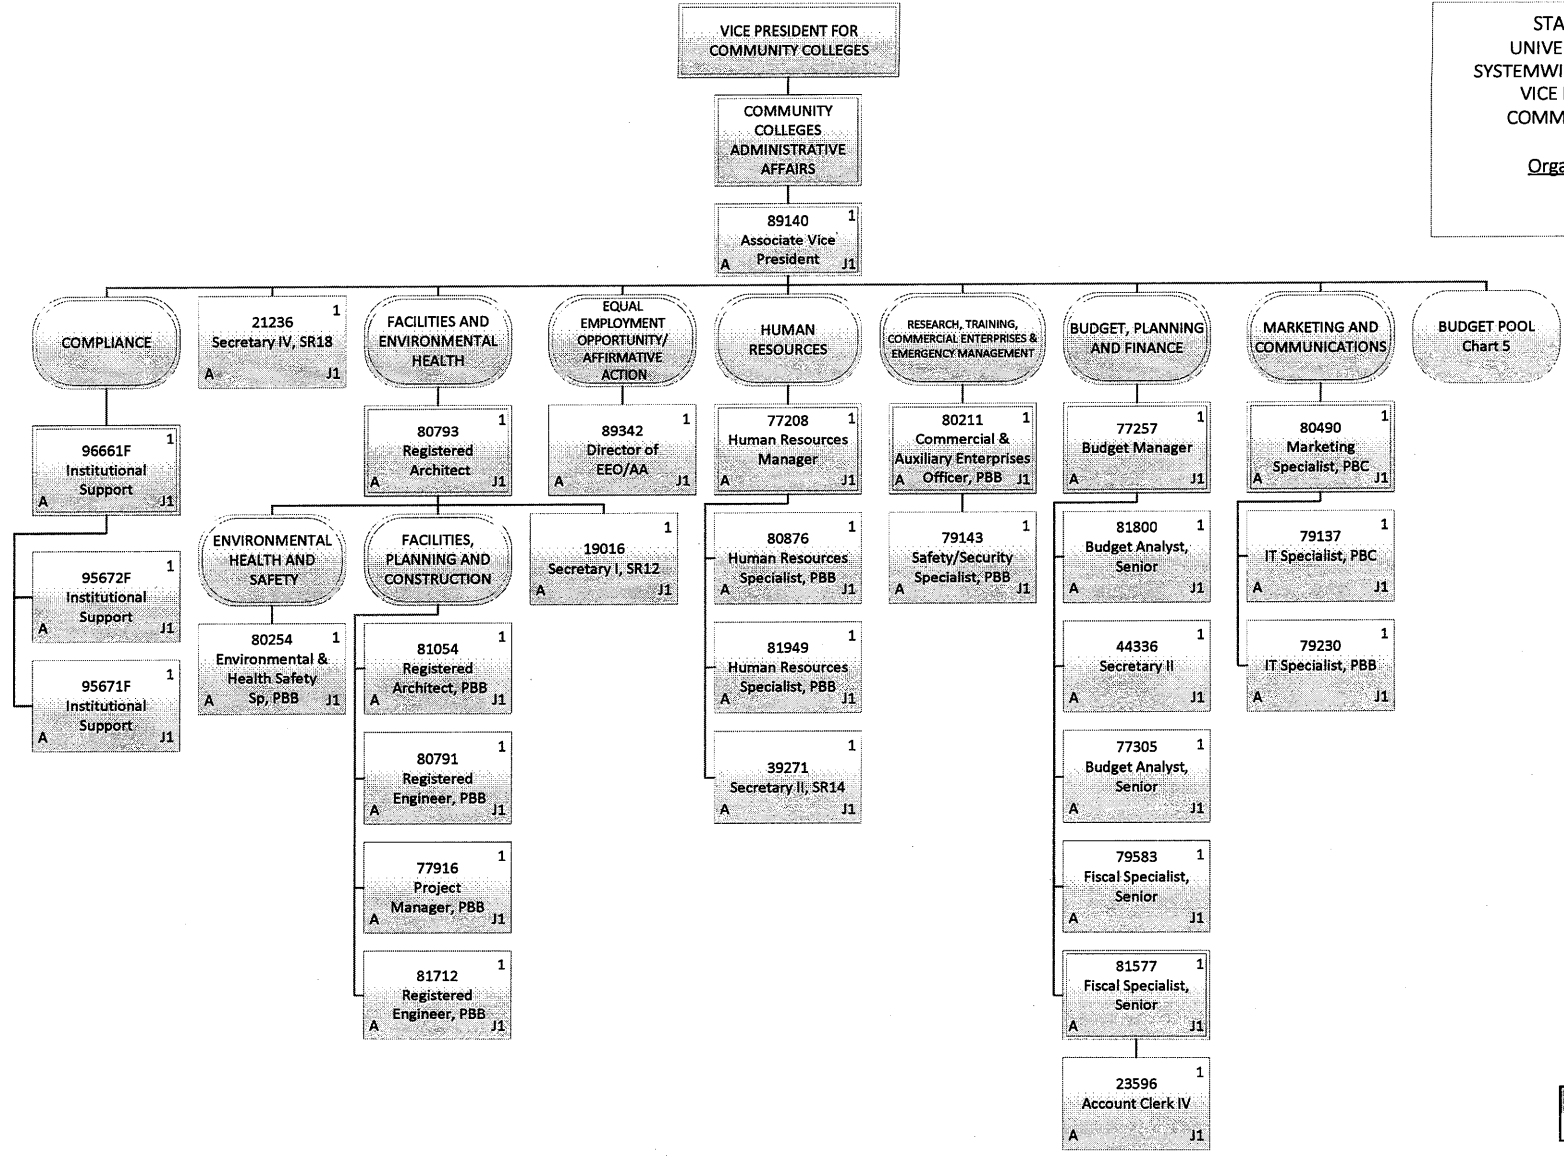 VICE PRESIDENT FOR
COMMUNITY COLLEGES
STA
UNIVE
SYSTEMWI
VICE
COMM
Orga
COMMUNITY
COLLEGES
ADMINISTRATIVE
AFFAIRS
89140 1
Associate Vice
President
A J1
COMPLIANCE
21236 1
Secretary IV, SR18
A J1
FACILITIES AND
ENVIRONMENTAL
HEALTH
EQUAL
EMPLOYMENT
OPPORTUNITY/
AFFIRMATIVE
ACTION
HUMAN
RESOURCES
RESEARCH, TRAINING,
COMMERCIAL ENTERPRISES &
EMERGENCY MANAGEMENT
BUDGET, PLANNING
AND FINANCE
MARKETING AND
COMMUNICATIONS
BUDGET POOL
Chart 5
96661F 1
Institutional
Support
A J1
95672F 1
Institutional
Support
A J1
95671F 1
Institutional
Support
A J1
80793 1
Registered
Architect
A J1
ENVIRONMENTAL
HEALTH AND
SAFETY
80254 1
Environmental &
Health Safety
Sp, PBB
A J1
FACILITIES,
PLANNING AND
CONSTRUCTION
81054 1
Registered
Architect, PBB
A J1
80791 1
Registered
Engineer, PBB
A J1
77916 1
Project
Manager, PBB
A J1
81712 1
Registered
Engineer, PBB
A J1
19016 1
Secretary I, SR12
A J1
89342 1
Director of
EEO/AA
A J1
77208 1
Human Resources
Manager
A J1
80876 1
Human Resources
Specialist, PBB
A J1
81949 1
Human Resources
Specialist, PBB
A J1
39271 1
Secretary II, SR14
A J1
80211 1
Commercial &
Auxiliary Enterprises
Officer, PBB
A J1
79143 1
Safety/Security
Specialist, PBB
A J1
77257 1
Budget Manager
A J1
81800 1
Budget Analyst,
Senior
A J1
44336 1
Secretary II
A J1
77305 1
Budget Analyst,
Senior
A J1
79583 1
Fiscal Specialist,
Senior
A J1
81577 1
Fiscal Specialist,
Senior
A J1
23596 1
Account Clerk IV
A J1
80490 1
Marketing
Specialist, PBC
A J1
79137 1
IT Specialist, PBC
A J1
79230 1
IT Specialist, PBB
A J1